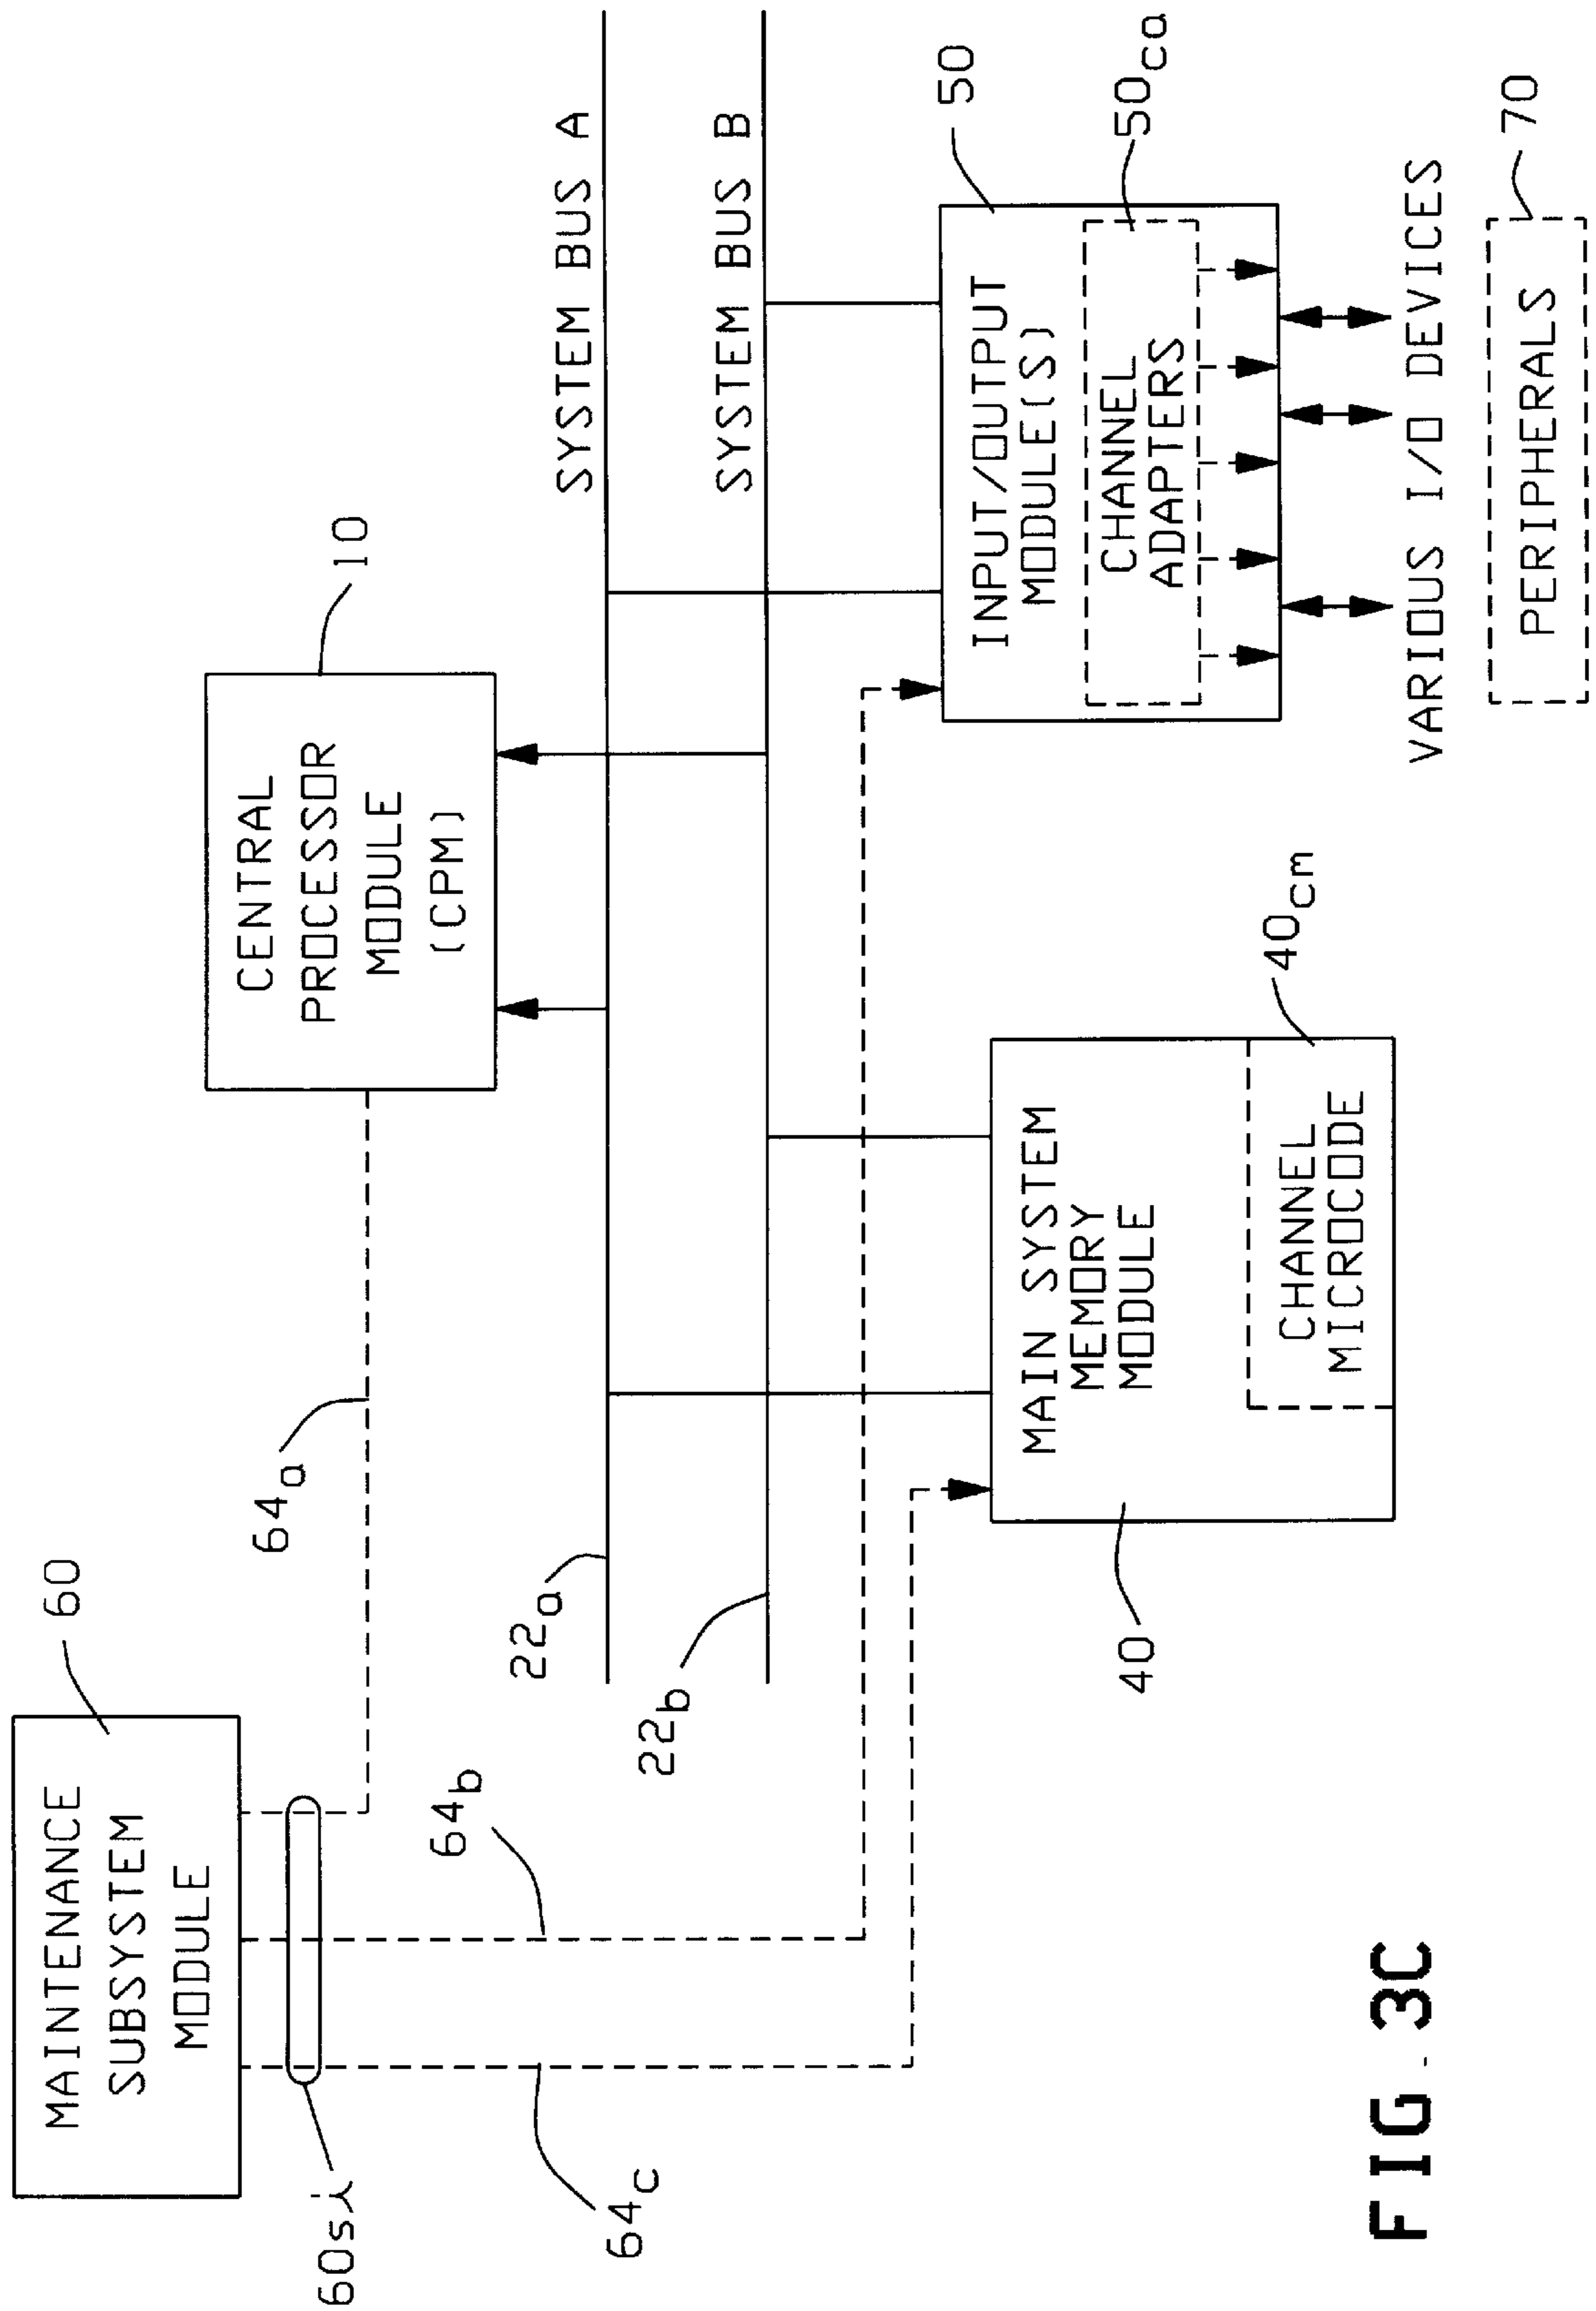 MAINTENANCE
SUBSYSTEM
MODULE
60
60si
64a
64b
64c
CENTRAL
PROCESSOR
MODULE
(CPM)
10
SYSTEM BUS A
SYSTEM BUS B
22a
22b
MAIN SYSTEM
MEMORY
MODULE
40
CHANNEL
MICROCODE
40cm
INPUT/OUTPUT
MODULE(S)
50
CHANNEL
ADAPTERS
50ca
VARIOUS I/O DEVICES
PERIPHERALS
70
FIG. 3C